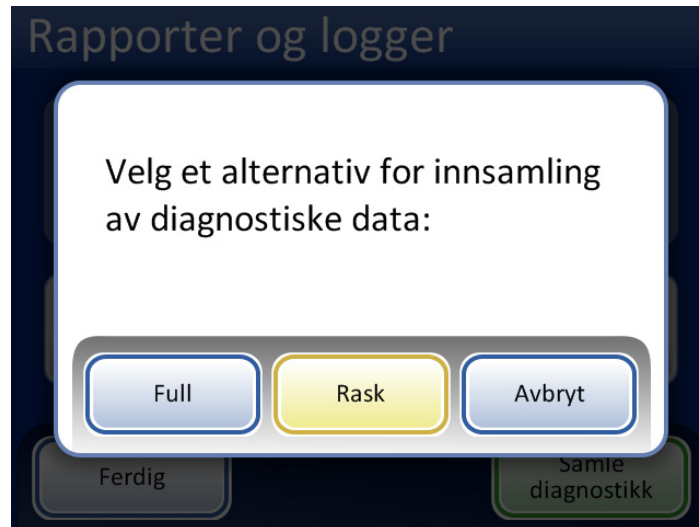 Rapporter og logger
Velg et alternativ for innsamling
av diagnostiske data:
Full
Rask
Avbryt
Ferdig
Samle
diagnostikk